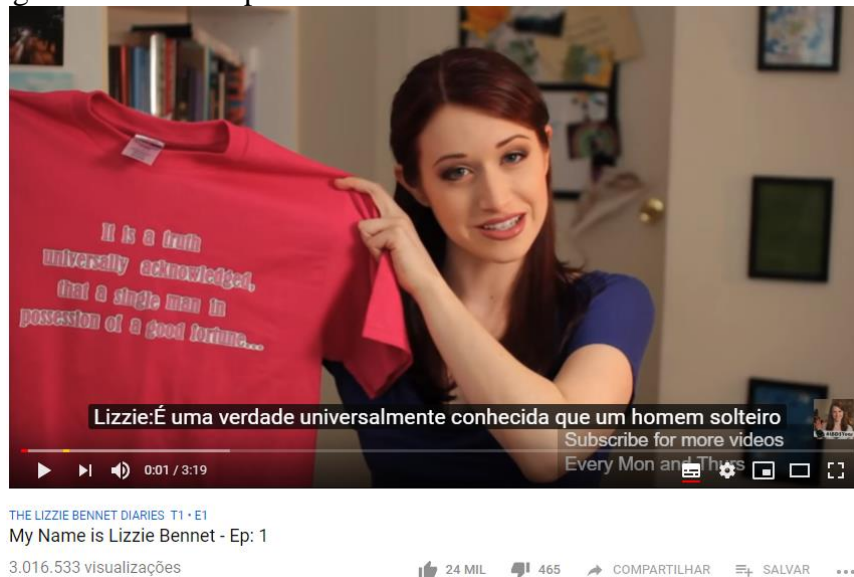 It is a truth
universally acknowledged,
that a single man in
possession of a good fortune...
Lizzie:É uma verdade universalmente conhecida que um homem solteiro
Subscribe for more videos
Every Mon and Thurs
0:01 / 3:19
THE LIZZIE BENNET DIARIES T1 • E1
My Name is Lizzie Bennet - Ep: 1
3.016.533 visualizações
24 MIL
465
COMPARTILHAR
SALVAR